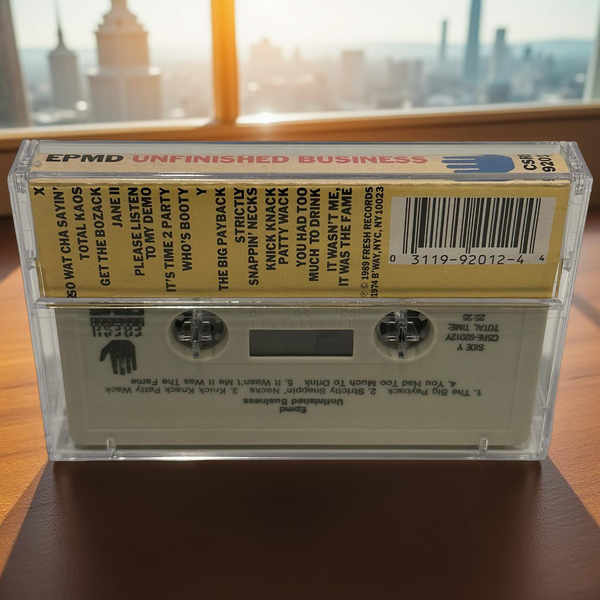 EPMD UNFINISHED BUSINESS
CSRE
9201
X
SO WAT CHA SAYIN'
TOTAL KAOS
GET THE BOZACK
JANE II
PLEASE LISTEN
TO MY DEMO
IT'S TIME 2 PARTY
WHO'S BOOTY
Y
THE BIG PAYBACK
STRICTLY
SNAPPIN' NECKS
KNICK KNACK
PATTY WACK
YOU HAD TOO
MUCH TO DRINK
IT WASN'T ME,
IT WAS THE FAME
℗ © 1989 FRESH RECORDS
1974 B'WAY, NYC, NY10023
0 3119-92012-4 4
SIDE Y
CSRE-92012Y
TOTAL TIME:
Epmd
Unfinished Business
1. The Big Payback 2. Strictly Snappin' Necks 3. Knick Knack Patty Wack
4. You Had Too Much To Drink 5. It Wasn't Me It Was The Fame